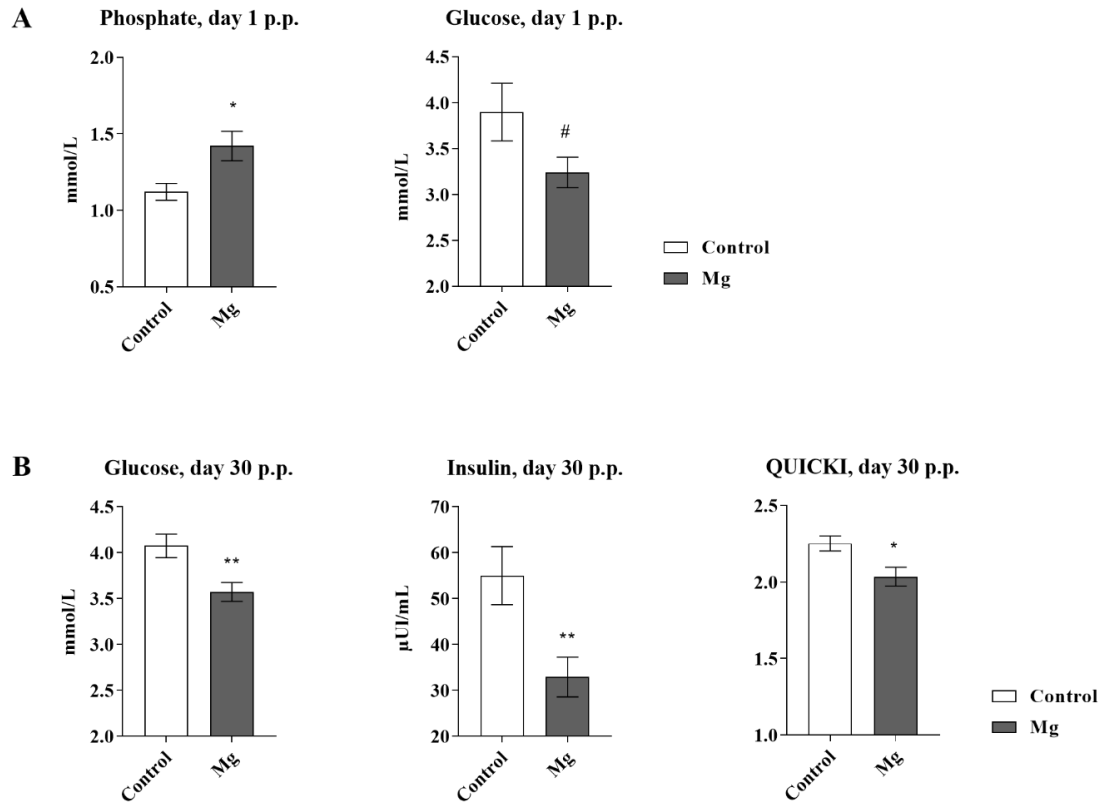 A
Phosphate, day 1 p.p.
mmol/L
2.0
1.5
1.0
0.5
*
Control
Mg
Glucose, day 1 p.p.
mmol/L
4.5
4.0
3.5
3.0
2.5
2.0
#
Control
Mg
Control
Mg
B
Glucose, day 30 p.p.
mmol/L
4.5
4.0
3.5
3.0
2.5
2.0
**
Control
Mg
Insulin, day 30 p.p.
µUI/mL
70
60
50
40
30
20
**
Control
Mg
QUICKI, day 30 p.p.
2.5
2.0
1.5
1.0
*
Control
Mg
Control
Mg